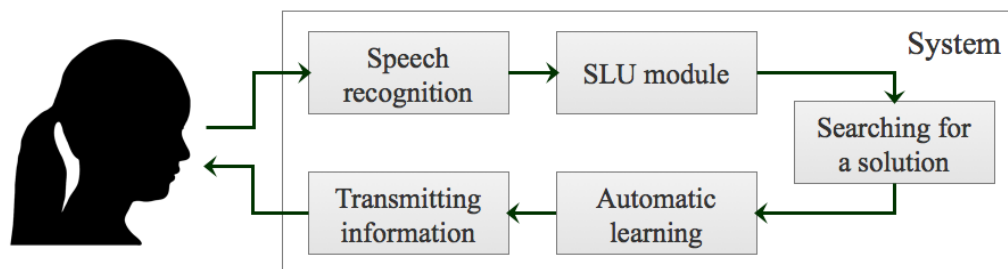 System
Speech
recognition
SLU module
Searching for
a solution
Automatic
learning
Transmitting
information